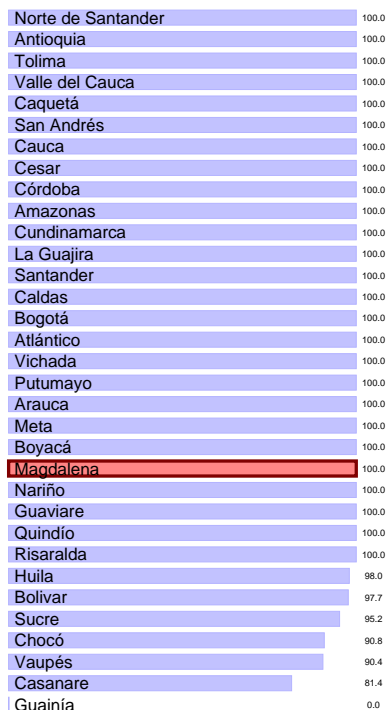 Norte de Santander 100.0
Antioquia 100.0
Tolima 100.0
Valle del Cauca 100.0
Caquetá 100.0
San Andrés 100.0
Cauca 100.0
Cesar 100.0
Córdoba 100.0
Amazonas 100.0
Cundinamarca 100.0
La Guajira 100.0
Santander 100.0
Caldas 100.0
Bogotá 100.0
Atlántico 100.0
Vichada 100.0
Putumayo 100.0
Arauca 100.0
Meta 100.0
Boyacá 100.0
Magdalena 100.0
Nariño 100.0
Guaviare 100.0
Quindío 100.0
Risaralda 100.0
Huila 98.0
Bolivar 97.7
Sucre 95.2
Chocó 90.8
Vaupés 90.4
Casanare 81.4
Guainía 0.0